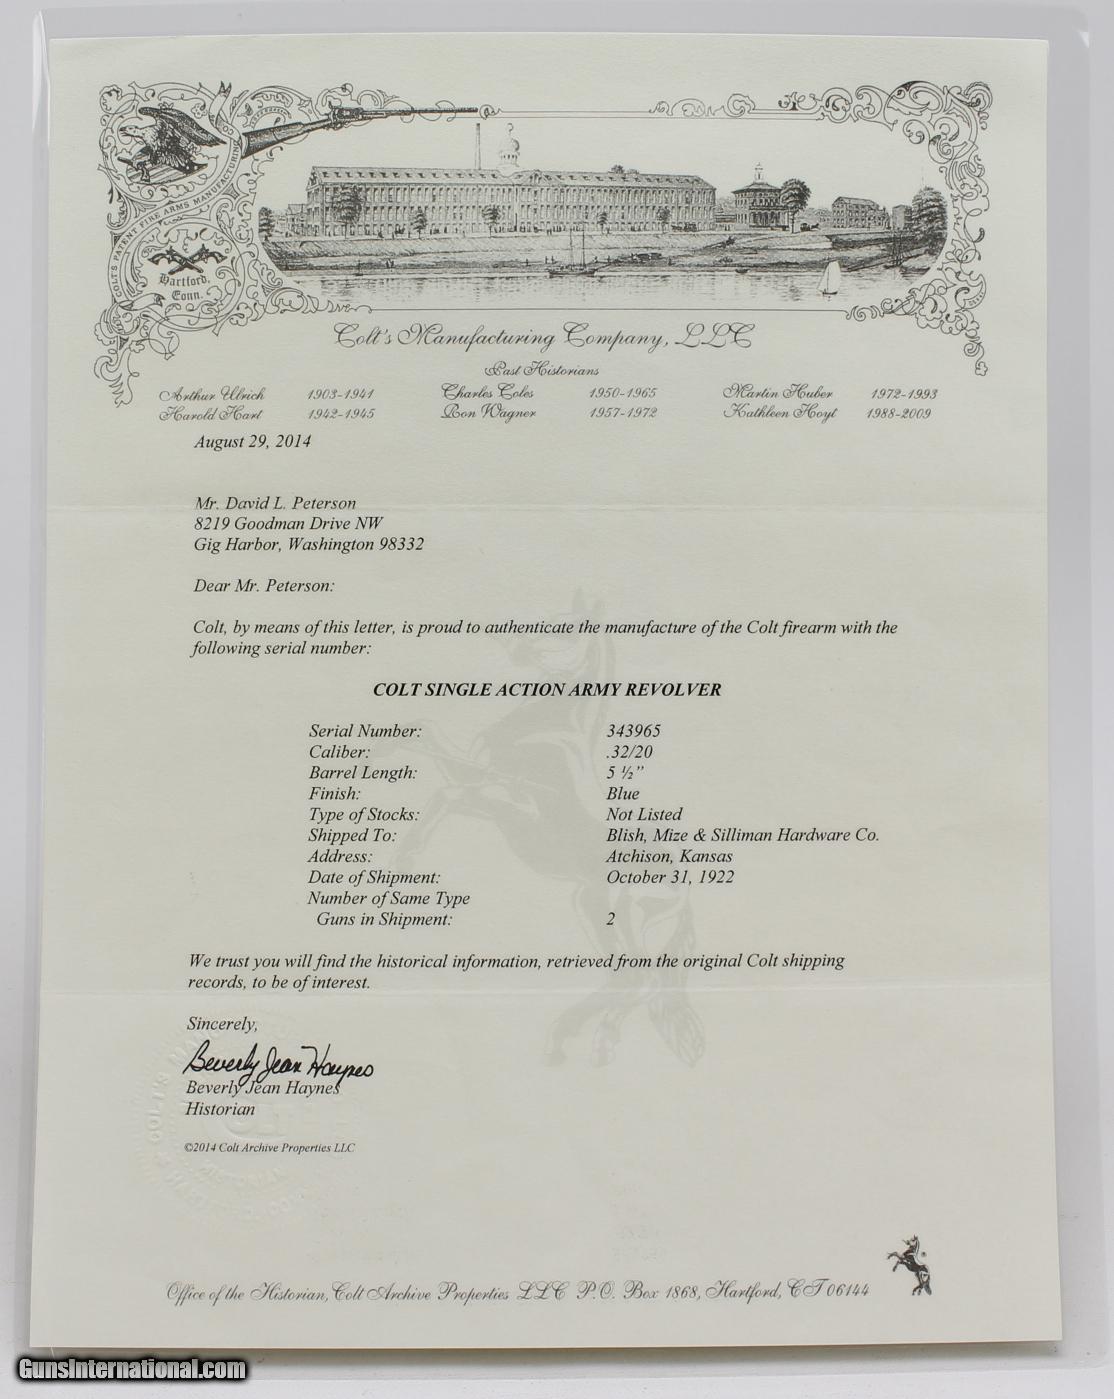 COLTS PATENT FIRE ARMS MANUFACTURING CO
Hartford,
Conn.
Colt's Manufacturing Company, LLC
Past Historians
Arthur Ulrich 1903-1941 Charles Coles 1950-1965 Martin Huber 1972-1993
Harold Hart 1942-1945 Ron Wagner 1957-1972 Kathleen Hoyt 1988-2009
August 29, 2014
Mr. David L. Peterson
8219 Goodman Drive NW
Gig Harbor, Washington 98332
Dear Mr. Peterson:
Colt, by means of this letter, is proud to authenticate the manufacture of the Colt firearm with the
following serial number:
COLT SINGLE ACTION ARMY REVOLVER
Serial Number: 343965
Caliber: .32/20
Barrel Length: 5 ½”
Finish: Blue
Type of Stocks: Not Listed
Shipped To: Blish, Mize & Silliman Hardware Co.
Address: Atchison, Kansas
Date of Shipment: October 31, 1922
Number of Same Type
Guns in Shipment: 2
We trust you will find the historical information, retrieved from the original Colt shipping
records, to be of interest.
Sincerely,
Beverly Jean Haynes
Beverly Jean Haynes
Historian
©2014 Colt Archive Properties LLC
Office of the Historian, Colt Archive Properties LLC P.O. Box 1868, Hartford, CT 06144
GunsInternational.com